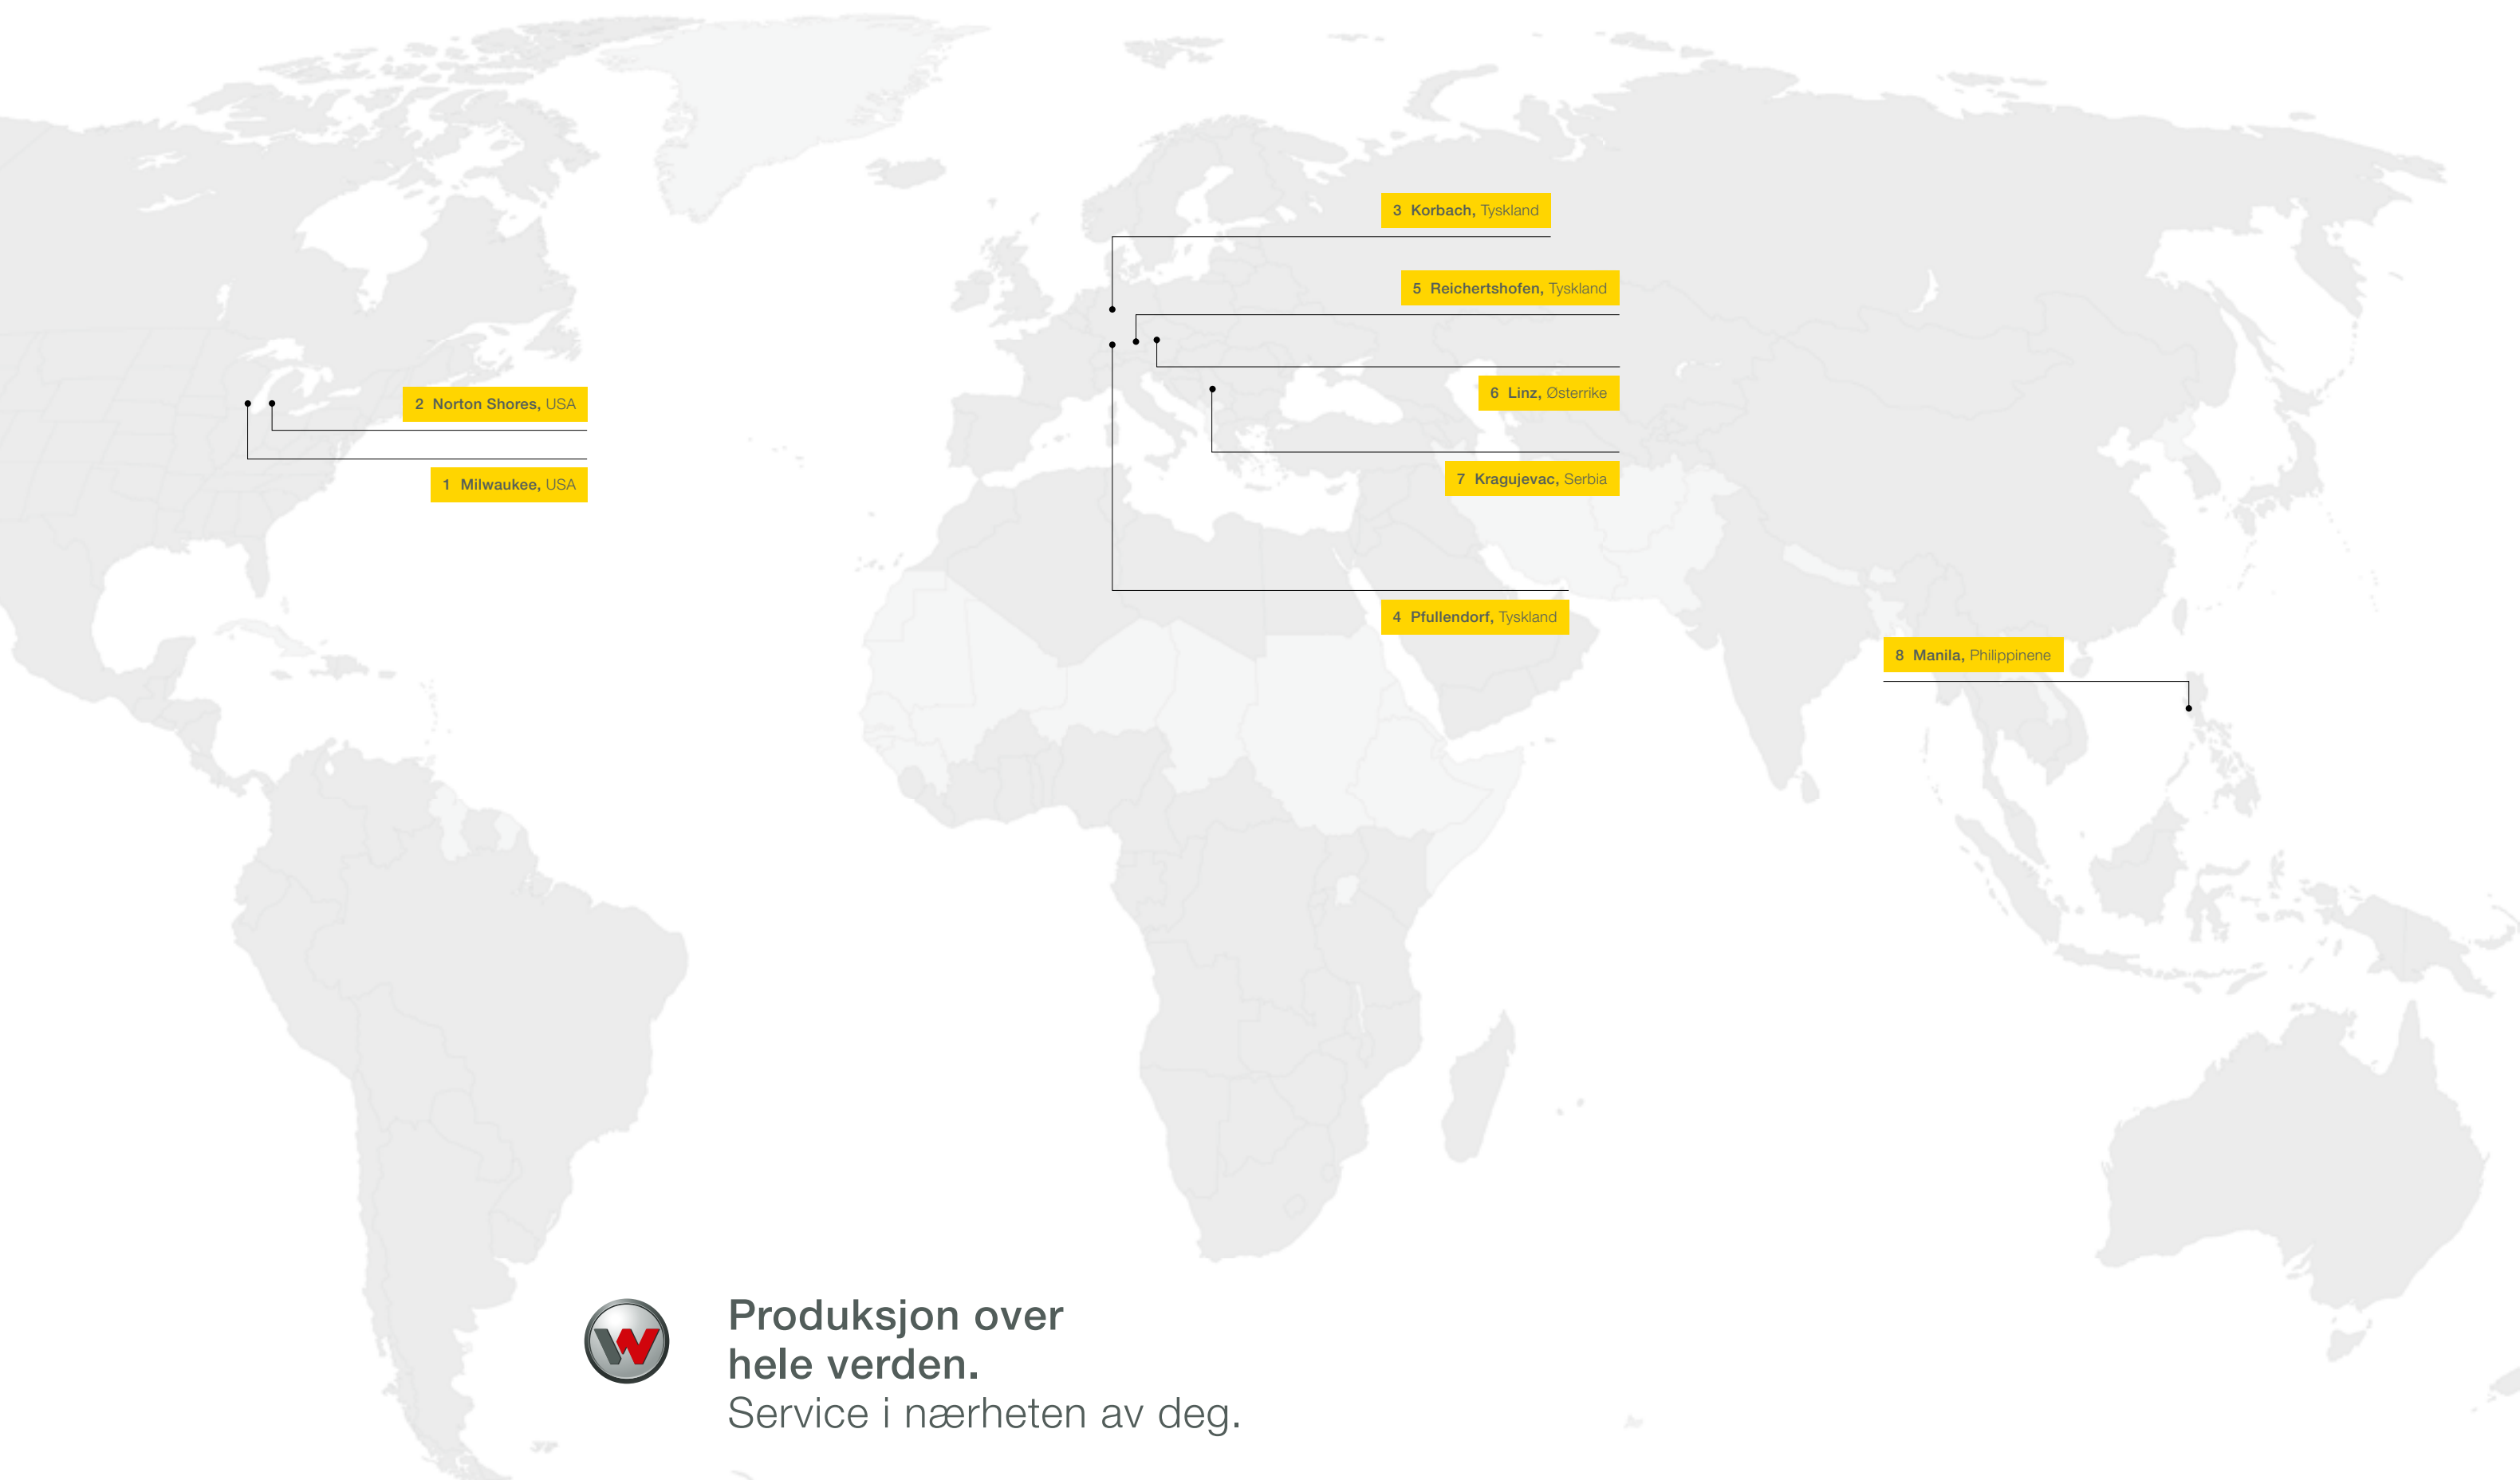 3 Korbach, Tyskland
5 Reichertshofen, Tyskland
6 Linz, Østerrike
2 Norton Shores, USA
7 Kragujevac, Serbia
1 Milwaukee, USA
4 Pfullendorf, Tyskland
8 Manila, Philippinene
Produksjon over
hele verden.
Service i nærheten av deg.